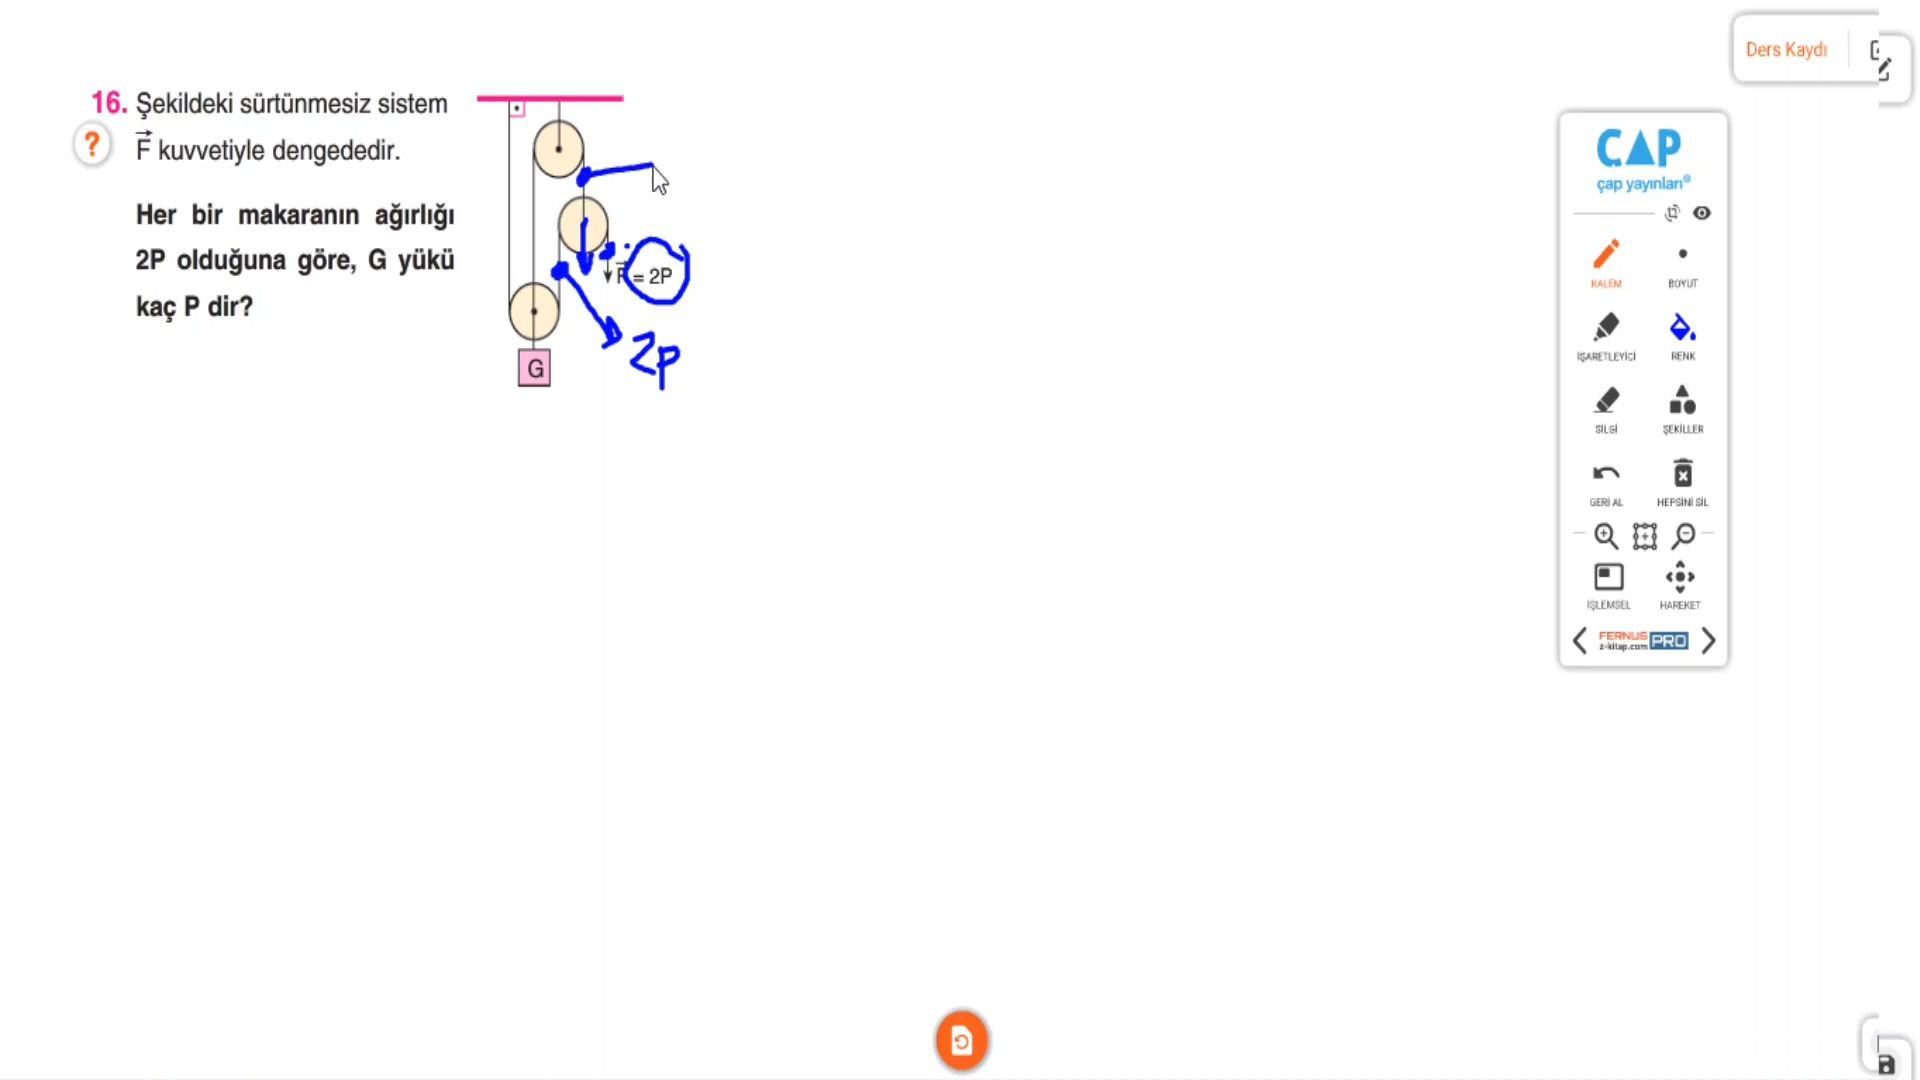 Ders Kaydı
16. Şekildeki sürtünmesiz sistem
F kuvvetiyle dengededir.
Her bir makaranın ağırlığı
2P olduğuna göre, G yükü
kaç P dir?
?
F = 2P
2P
G
ÇAP
çap yayınları®
KALEM
BOYUT
İŞARETLEYİCİ
RENK
SİLGİ
ŞEKİLLER
GERİ AL
HEPSİNİ SİL
İŞLEMSEL
HAREKET
FERNUS
z-kitap.com PRO